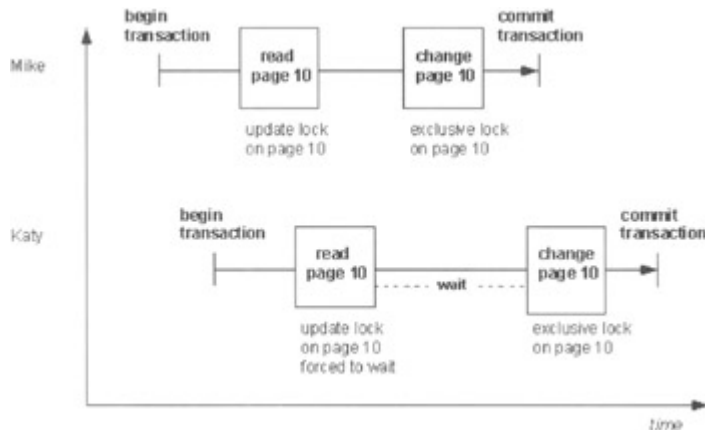 begin
transaction
commit
transaction
Mike
read
page 10
change
page 10
update lock
on page 10
exclusive lock
on page 10
begin
transaction
commit
transaction
Katy
read
page 10
change
page 10
wait
update lock
on page 10
forced to wait
exclusive lock
on page 10
time